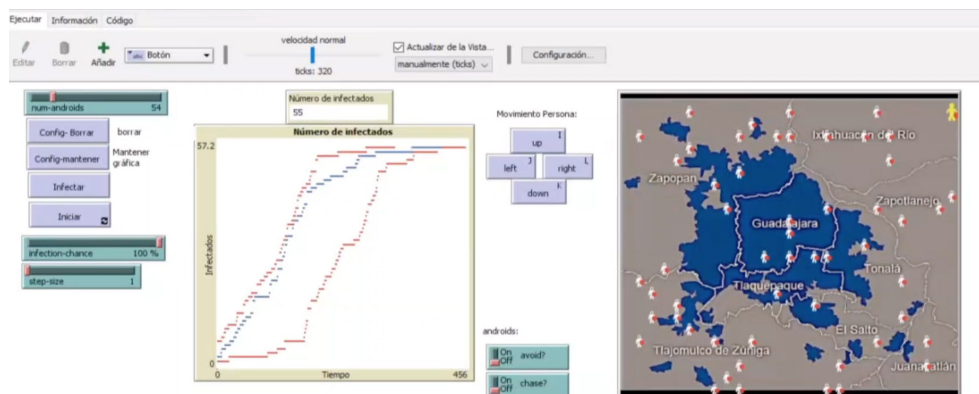 Ejecutar Información Código
Editar Borrar Añadir
Botón
velocidad normal
ticks: 320
Actualizar de la Vista...
manualmente (ticks)
Configuración...
num-androids 54
Config- Borrar
borrar
Config-mantener
Mantener
gráfica
Infectar
Iniciar
infection-chance 100 %
step-size 1
Número de infectados
55
Número de infectados
57.2
Infectados
0
0 Tiempo 456
Movimiento Persona:
up I
left J
right L
down K
androids:
On
Off
avoid?
On
Off
chase?
Ixtlahuacán del Río
Zapopan
Zapotlanejo
Guadalajara
Tonalá
Tlaquepaque
El Salto
Tlajomulco de Zúñiga
Juanacatlán